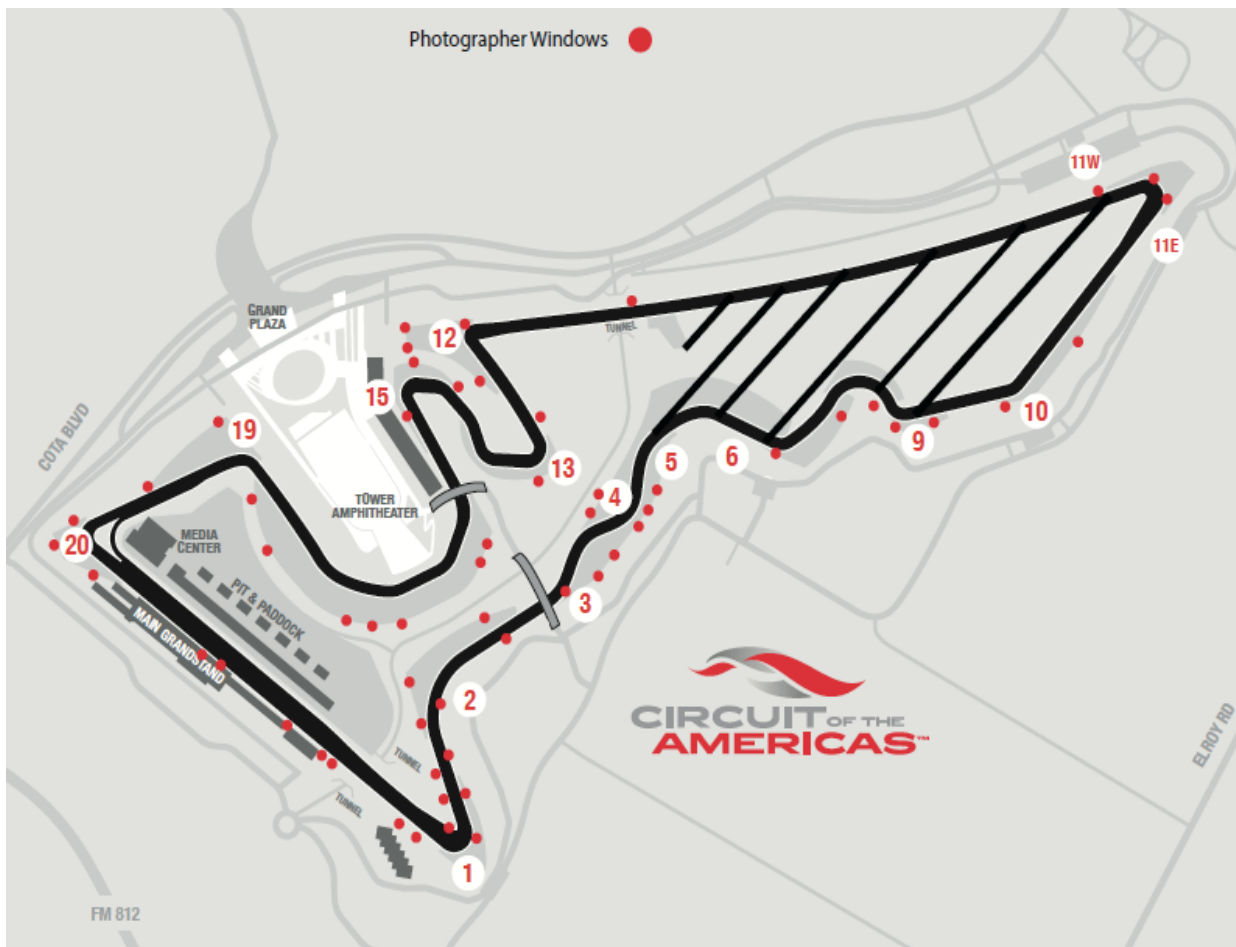 Photographer Windows
11W
11E
GRAND
PLAZA
12
TUNNEL
15
COTA BLVD
19
10
9
13
5
6
TOWER
AMPHITHEATER
4
20
MEDIA
CENTER
PIT & PADDOCK
3
MAIN GRANDSTAND
2
CIRCUIT OF THE
AMERICAS™
ELROY RD
TUNNEL
TUNNEL
1
FM 812